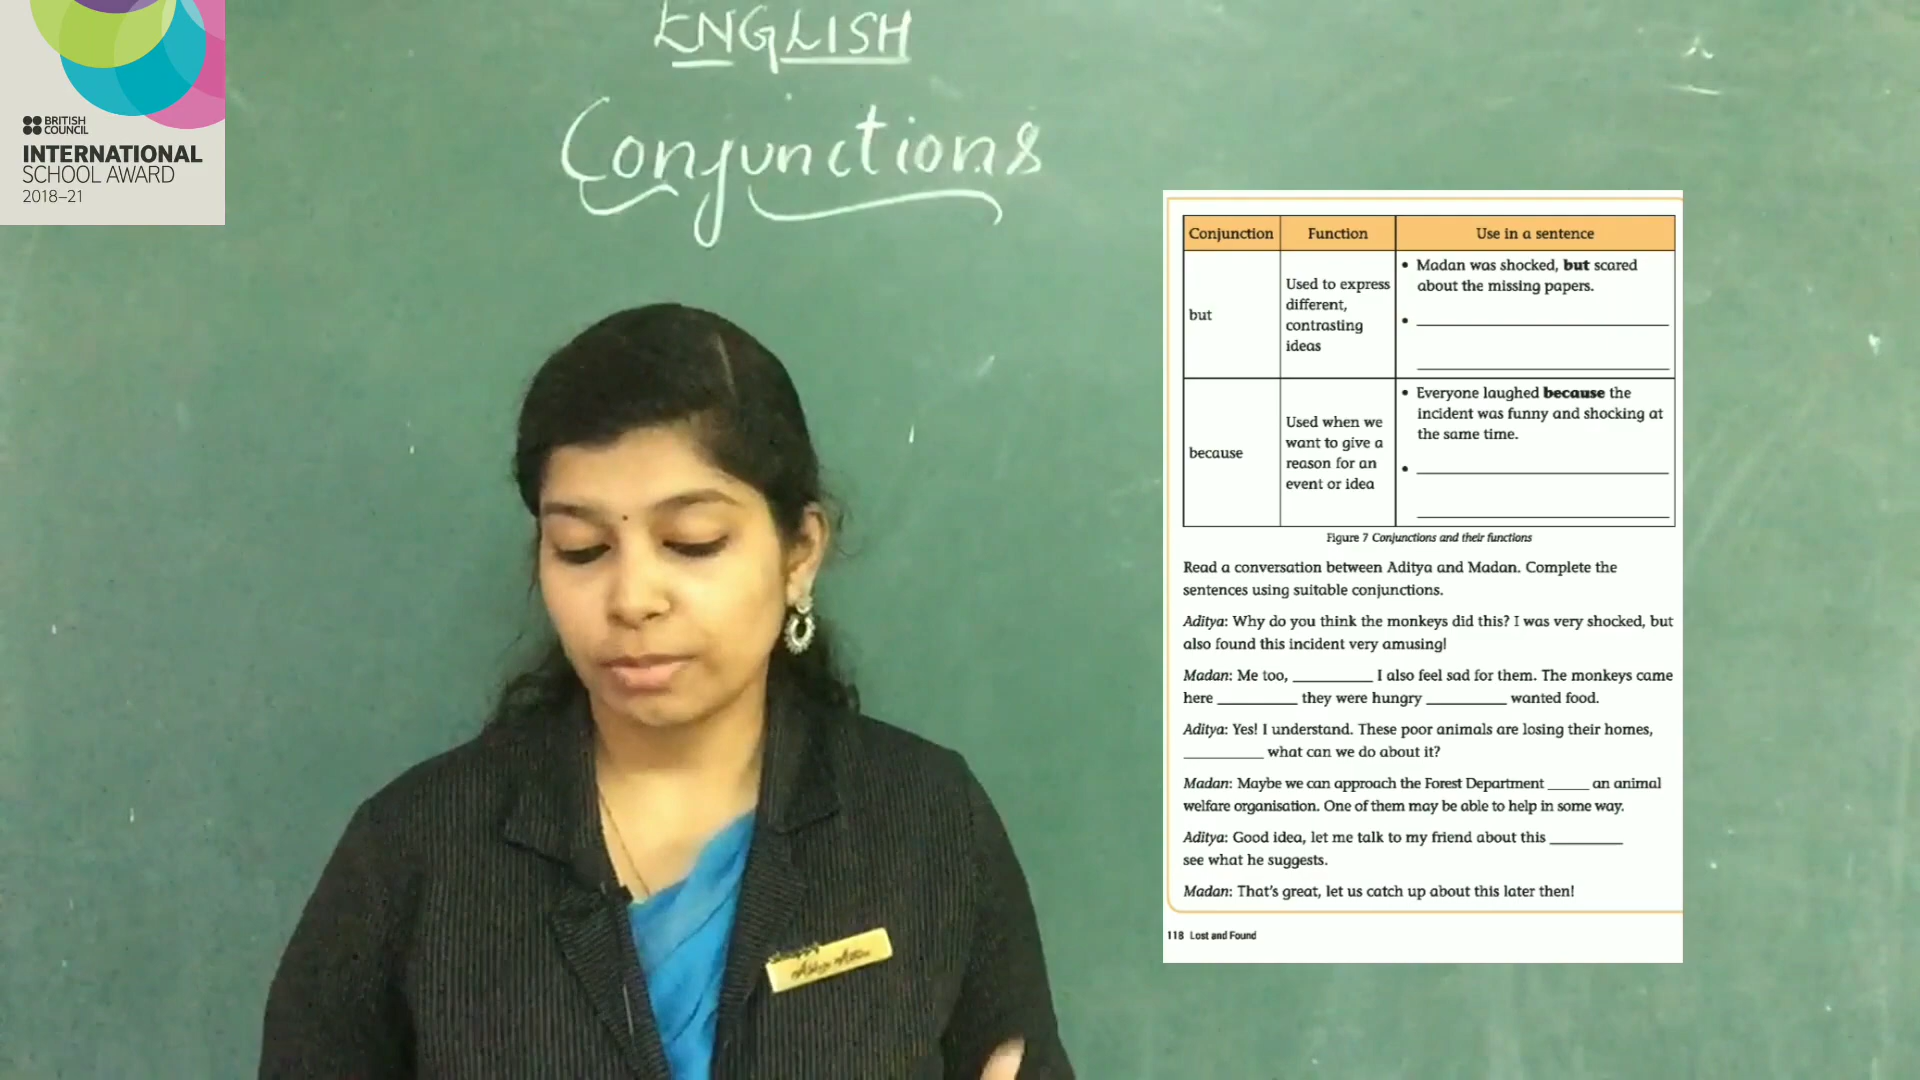 BRITISH
COUNCIL
INTERNATIONAL
SCHOOL AWARD
2018–21
ENGLISH
Conjunctions
Conjunction Function Use in a sentence
but
Used to express
different,
contrasting
ideas
• Madan was shocked, but scared
about the missing papers.
•
because
Used when we
want to give a
reason for an
event or idea
• Everyone laughed because the
incident was funny and shocking at
the same time.
•
Figure 7 Conjunctions and their functions
Read a conversation between Aditya and Madan. Complete the
sentences using suitable conjunctions.
Aditya: Why do you think the monkeys did this? I was very shocked, but
also found this incident very amusing!
Madan: Me too, __________ I also feel sad for them. The monkeys came
here __________ they were hungry __________ wanted food.
Aditya: Yes! I understand. These poor animals are losing their homes,
__________ what can we do about it?
Madan: Maybe we can approach the Forest Department _____ an animal
welfare organisation. One of them may be able to help in some way.
Aditya: Good idea, let me talk to my friend about this _________
see what he suggests.
Madan: That's great, let us catch up about this later then!
118 Lost and Found